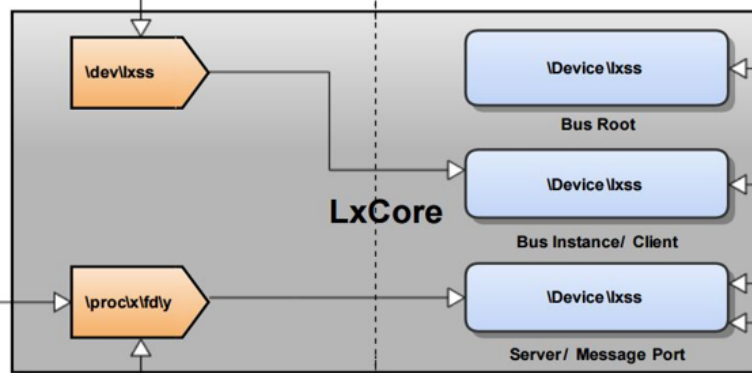 \dev\lxss
\Device\lxss
Bus Root
\Device\lxss
LxCore
Bus Instance/ Client
\proc\x\fd\y
\Device\lxss
Server/ Message Port